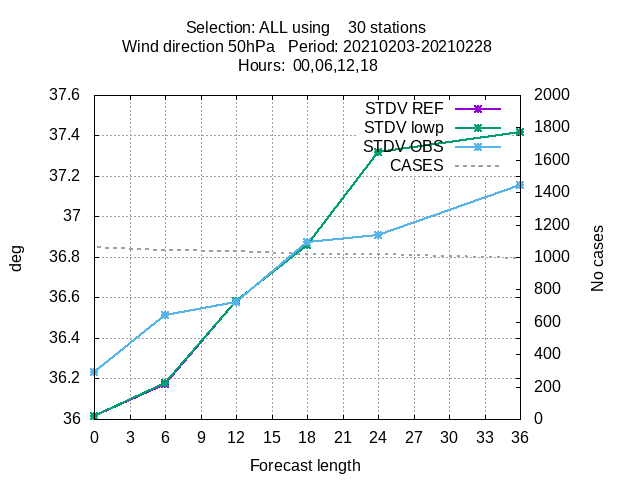 Selection: ALL using    30 stations
Wind direction 50hPa   Period: 20210203-20210228
Hours:  00,06,12,18
37.6
37.4
37.2
37
36.8
36.6
36.4
36.2
36
deg
STDV REF
STDV lowp
STDV OBS
CASES
2000
1800
1600
1400
1200
1000
800
600
400
200
0
No cases
0 3 6 9 12 15 18 21 24 27 30 33 36
Forecast length